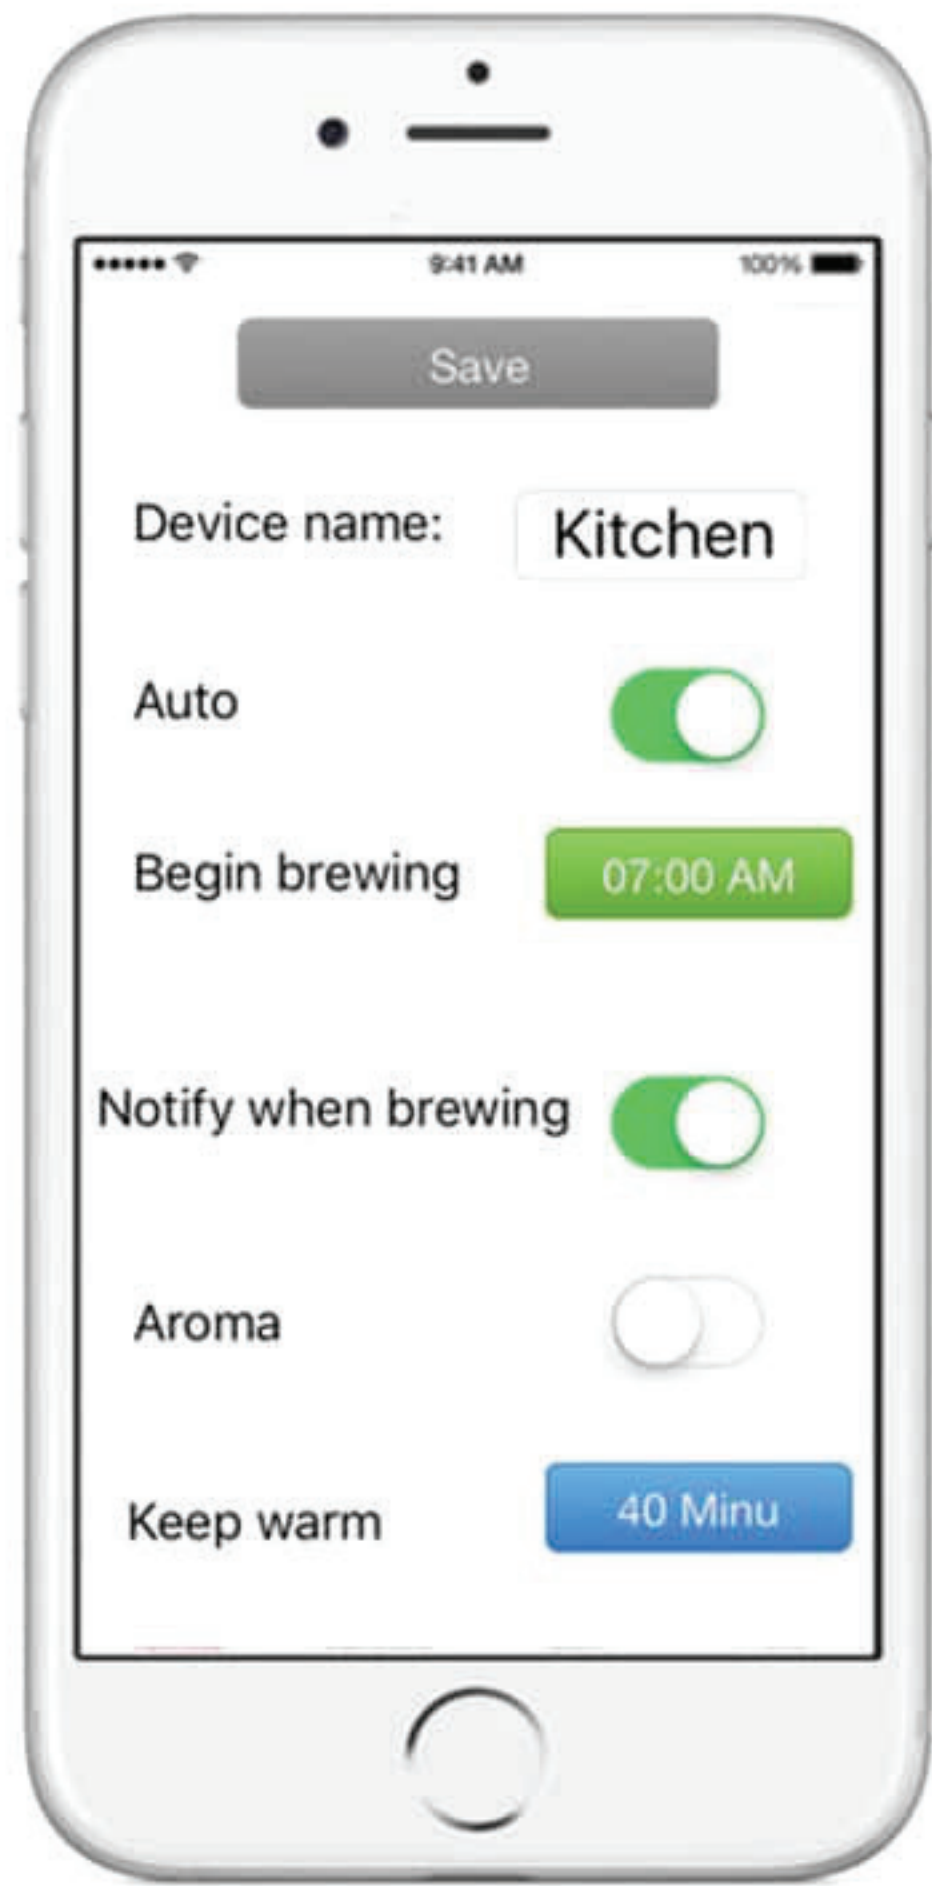 9:41 AM 100%
Save
Device name: Kitchen
Auto
Begin brewing 07:00 AM
Notify when brewing
Aroma
Keep warm 40 Minu